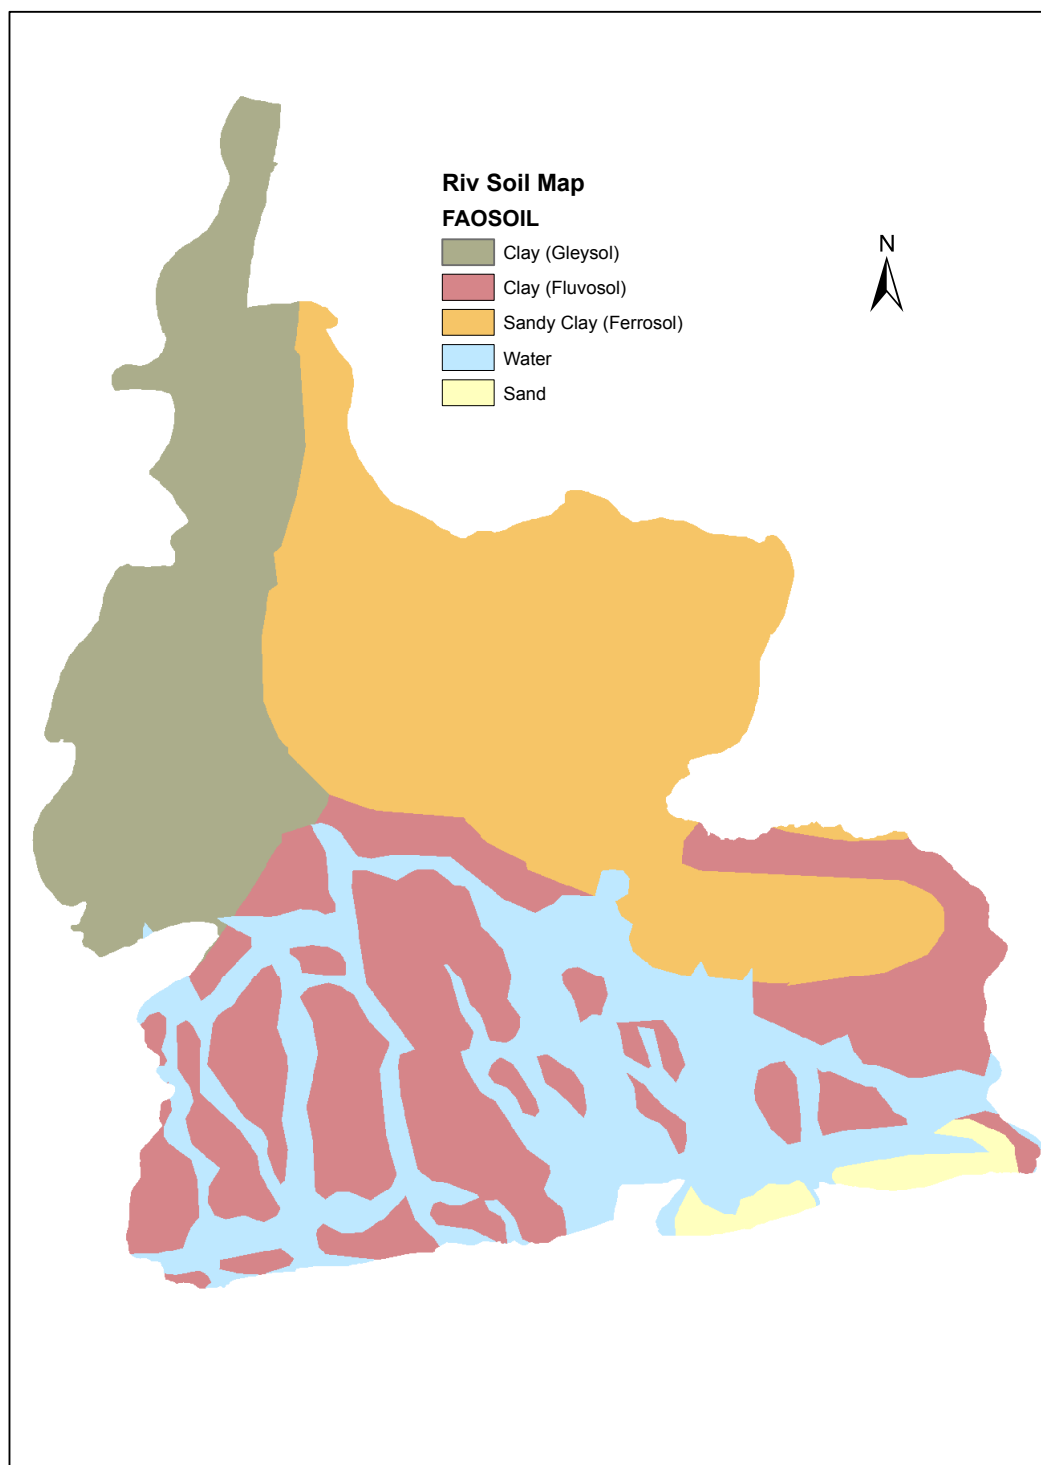 Riv Soil Map
FAOSOIL
Clay (Gleysol)
Clay (Fluvosol)
Sandy Clay (Ferrosol)
Water
Sand
N